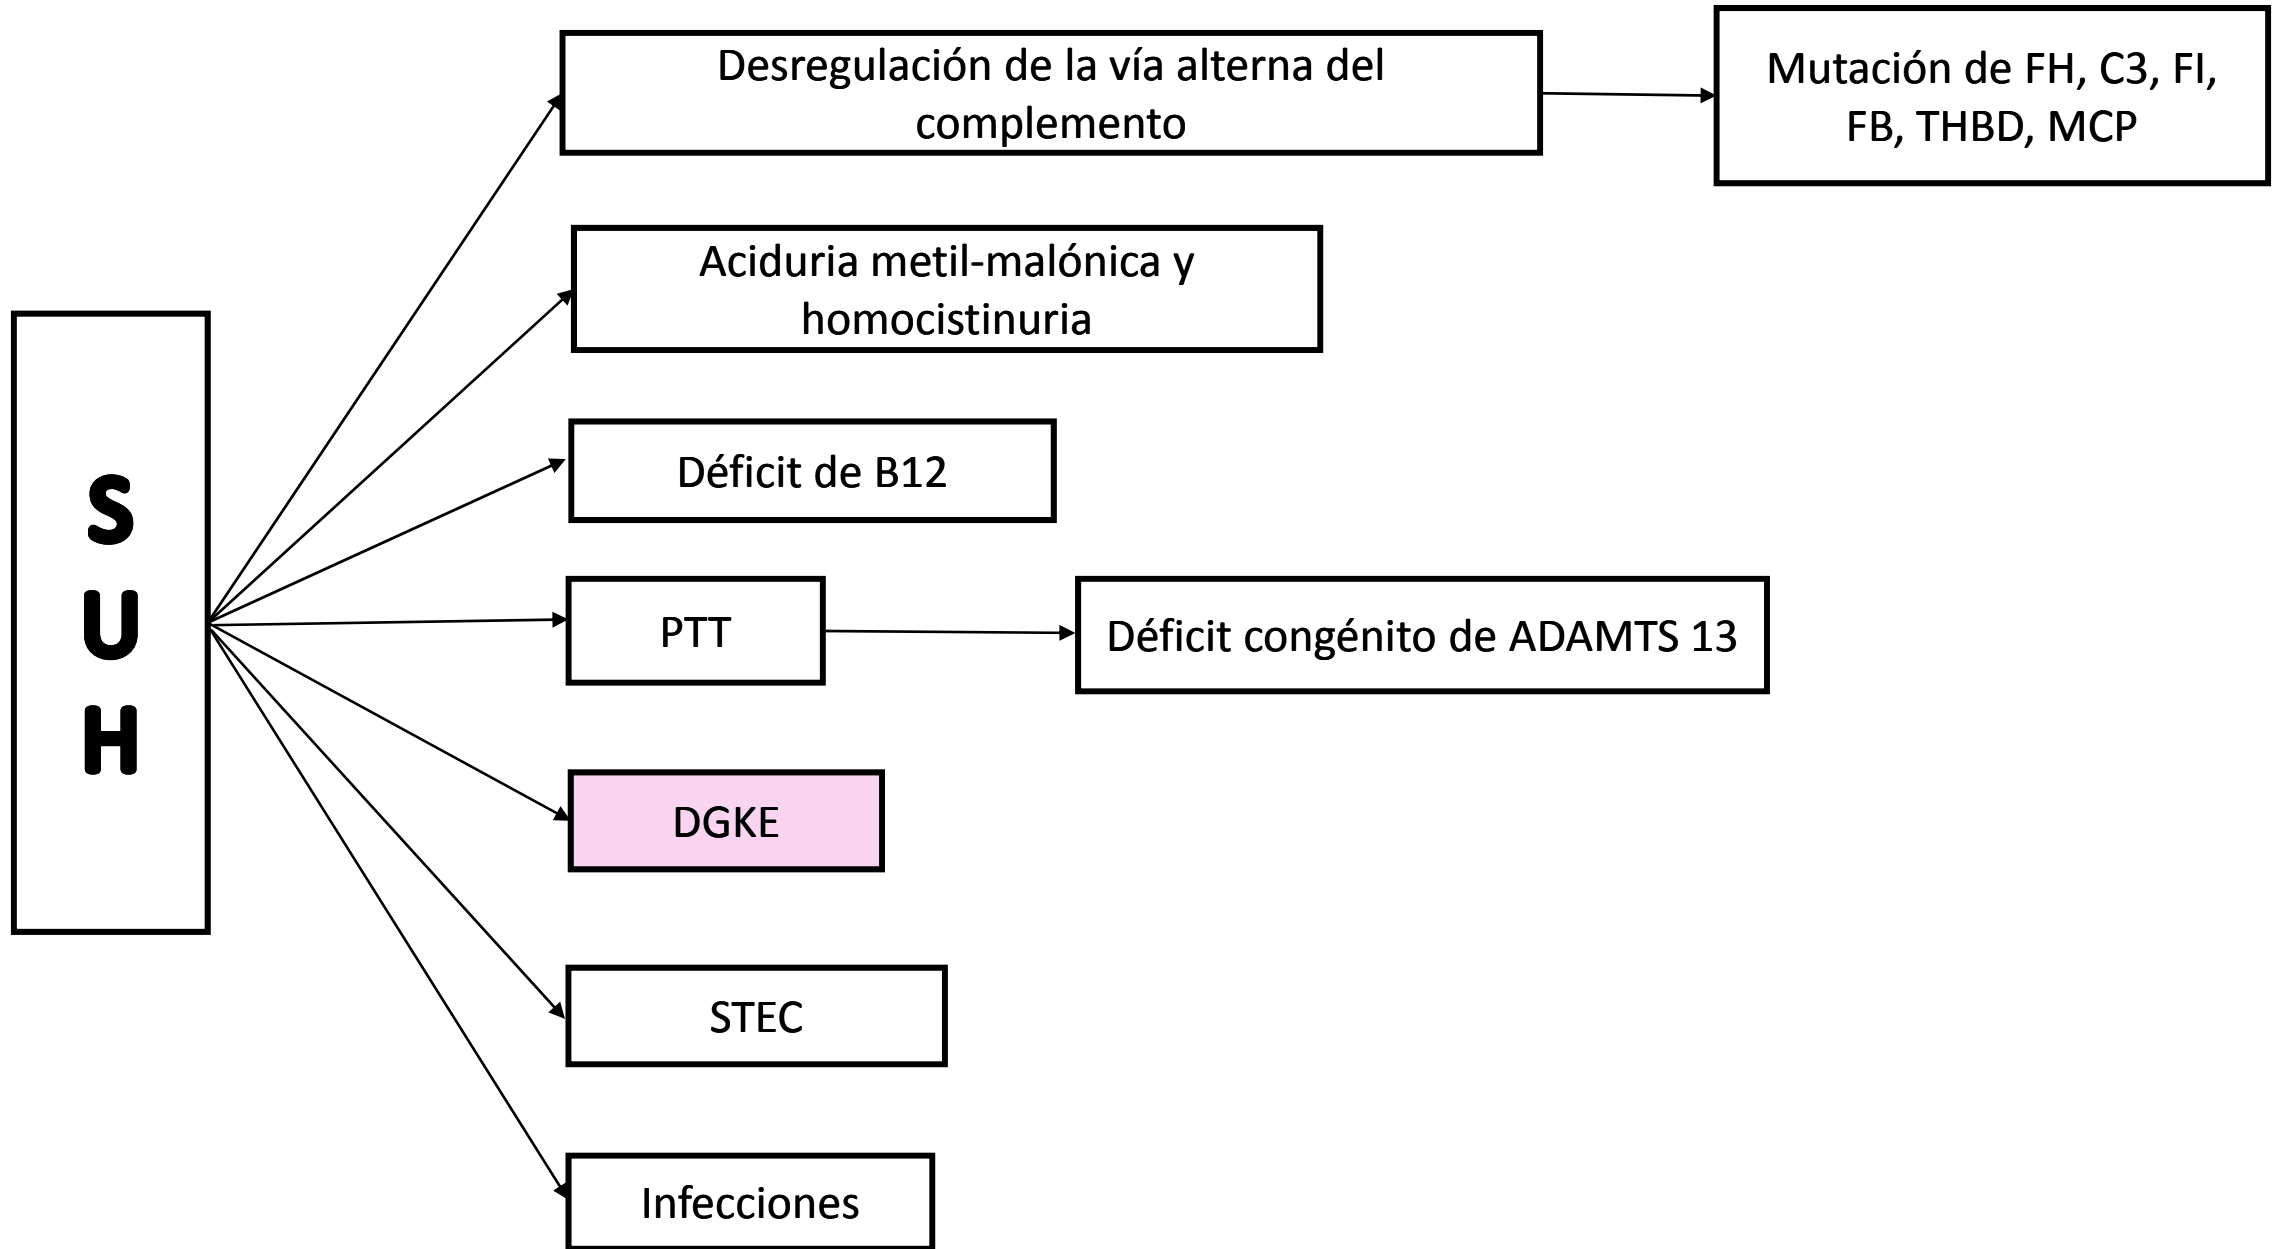 Desregulación de la vía alterna del
complemento
Mutación de FH, C3, FI,
FB, THBD, MCP
Aciduria metil-malónica y
homocistinuria
Déficit de B12
S
U
H
PTT
Déficit congénito de ADAMTS 13
DGKE
STEC
Infecciones